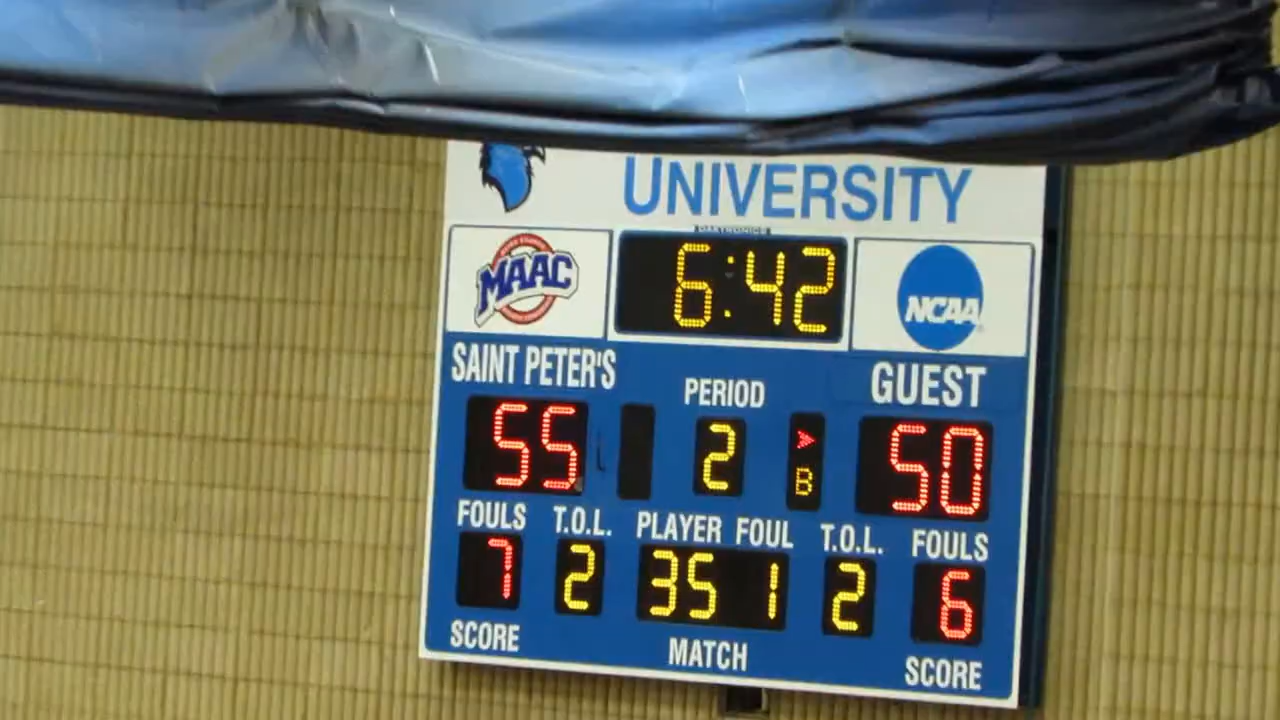 UNIVERSITY
DAKTRONICS
MAAC
6:42
NCAA
SAINT PETER'S
PERIOD
GUEST
55
2
>
B
50
FOULS
T.O.L.
PLAYER FOUL
T.O.L.
FOULS
7
2
35 1
2
6
SCORE
MATCH
SCORE